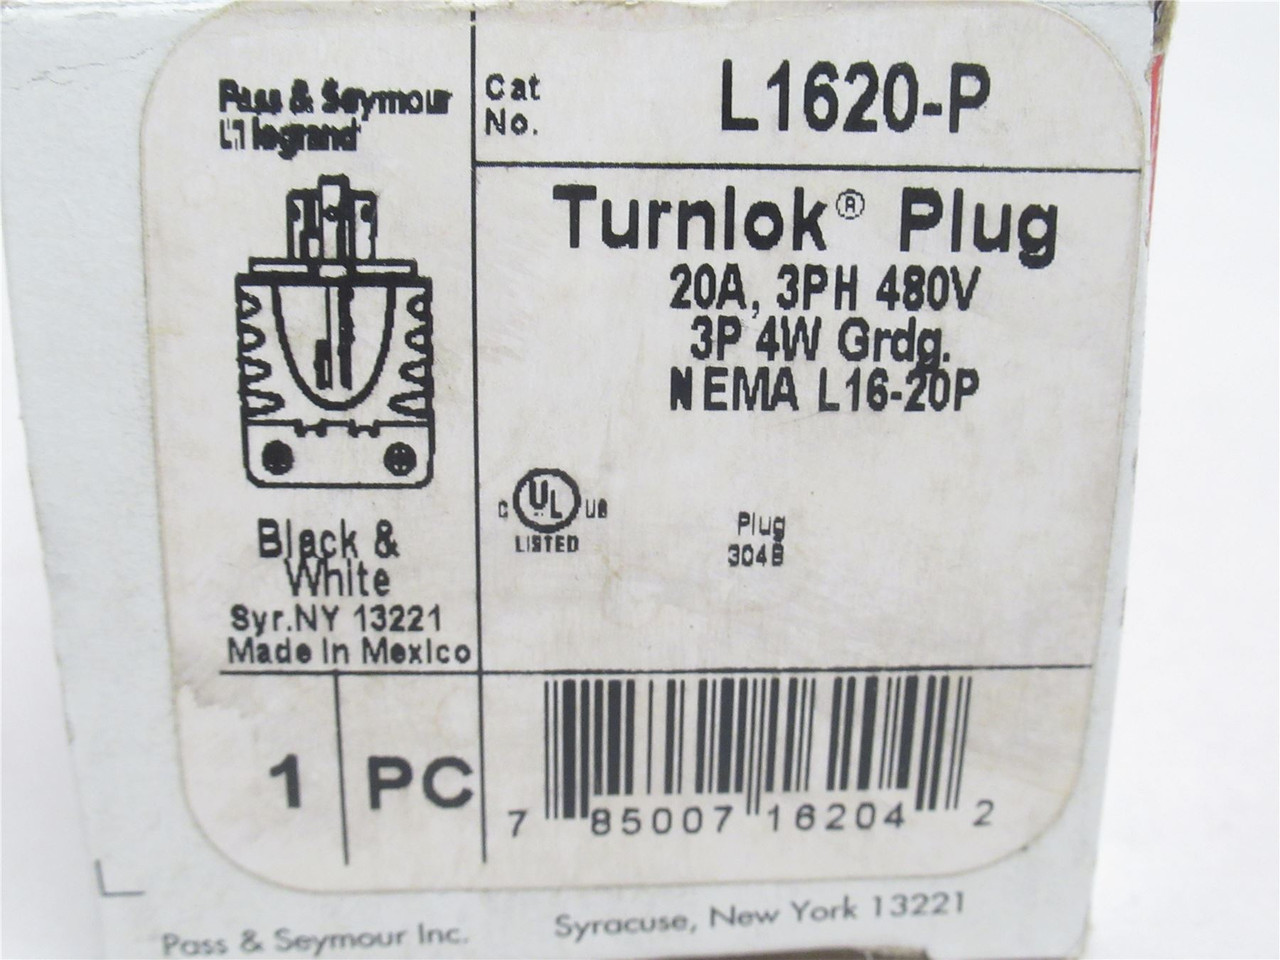 Pass & Seymour
legrand
Cat
No.
L1620-P
Turnlok® Plug
20A, 3PH 480V
3P 4W Grdg.
NEMA L16-20P
C UL US
LISTED
Plug
304B
Black &
White
Syr.NY 13221
Made In Mexico
1 PC
7 85007 16204 2
Pass & Seymour Inc.
Syracuse, New York 13221